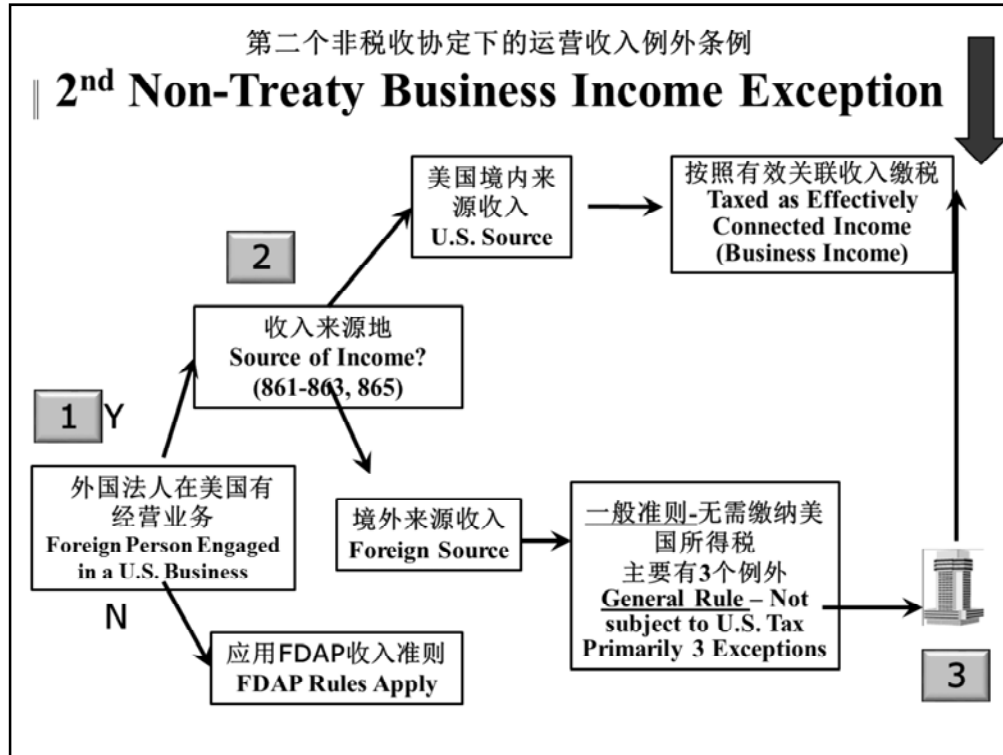 第二个非税收协定下的运营收入例外条例
2nd Non-Treaty Business Income Exception
美国境内来
源收入
U.S. Source
按照有效关联收入缴税
Taxed as Effectively
Connected Income
(Business Income)
2
收入来源地
Source of Income?
(861-863, 865)
1 Y
外国法人在美国有
经营业务
Foreign Person Engaged
in a U.S. Business
N
境外来源收入
Foreign Source
一般准则-无需缴纳美
国所得税
主要有3个例外
General Rule – Not
subject to U.S. Tax
Primarily 3 Exceptions
3
应用FDAP收入准则
FDAP Rules Apply